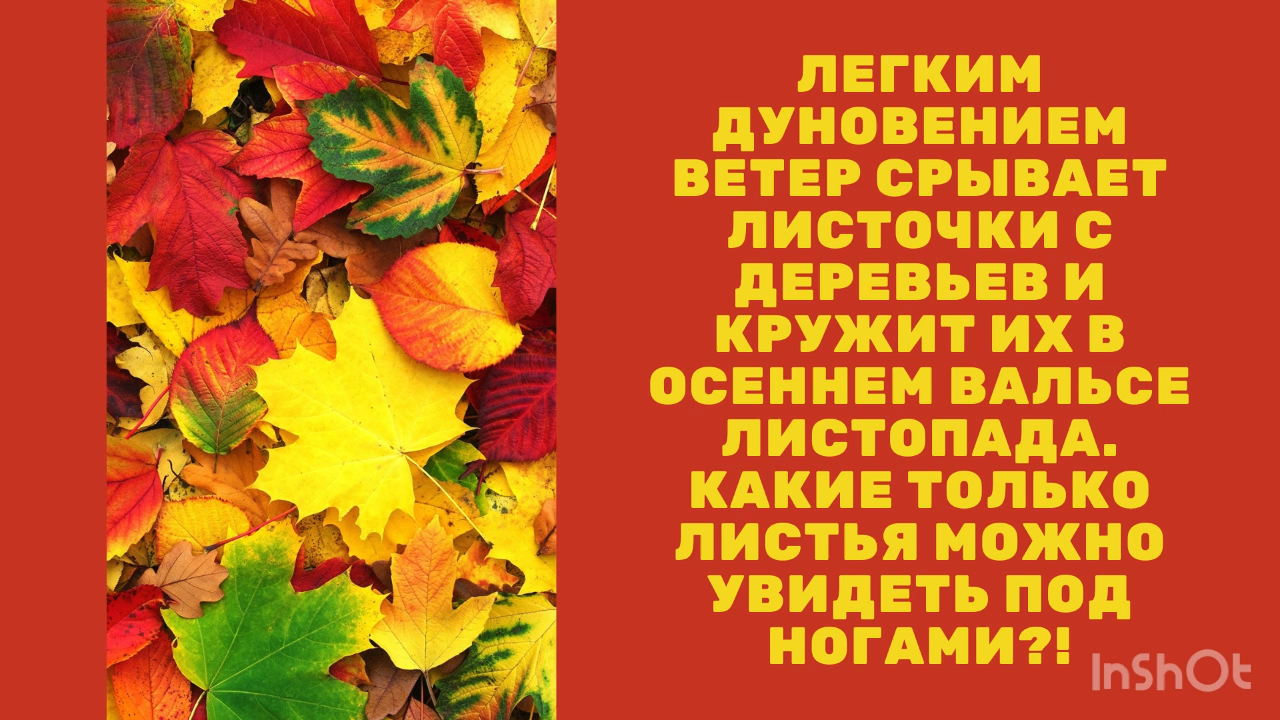 ЛЕГКИМ
ДУНОВЕНИЕМ
ВЕТЕР СРЫВАЕТ
ЛИСТОЧКИ С
ДЕРЕВЬЕВ И
КРУЖИТ ИХ В
ОСЕННЕМ ВАЛЬСЕ
ЛИСТОПАДА.
КАКИЕ ТОЛЬКО
ЛИСТЬЯ МОЖНО
УВИДЕТЬ ПОД
НОГАМИ?!
InShOt